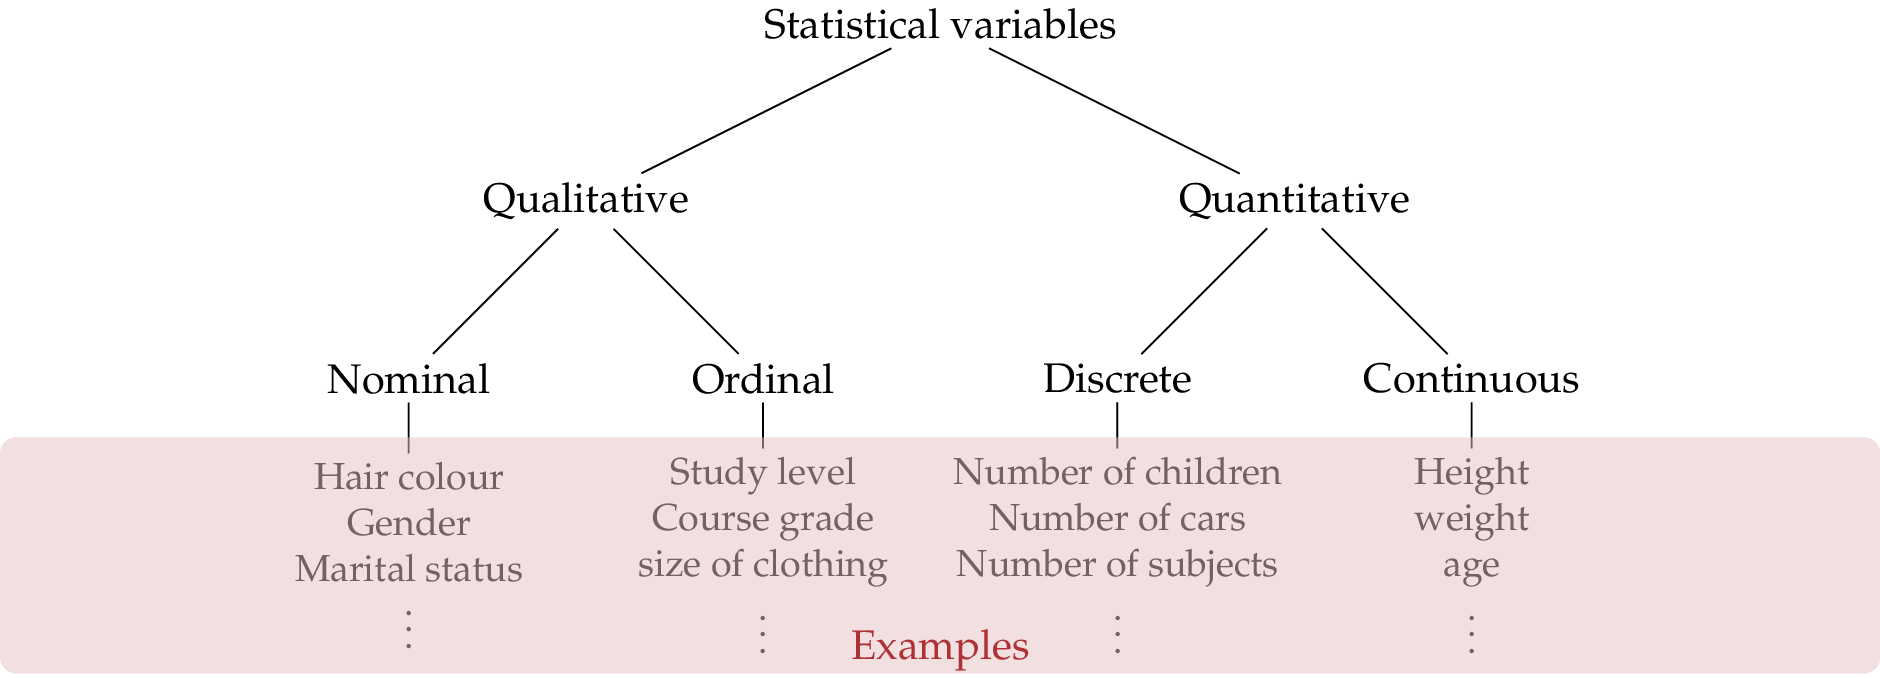 Statistical variables
Qualitative
Quantitative
Nominal
Ordinal
Discrete
Continuous
Hair colour
Gender
Marital status
⋮
Study level
Course grade
size of clothing
⋮
Number of children
Number of cars
Number of subjects
⋮
Height
weight
age
⋮
Examples